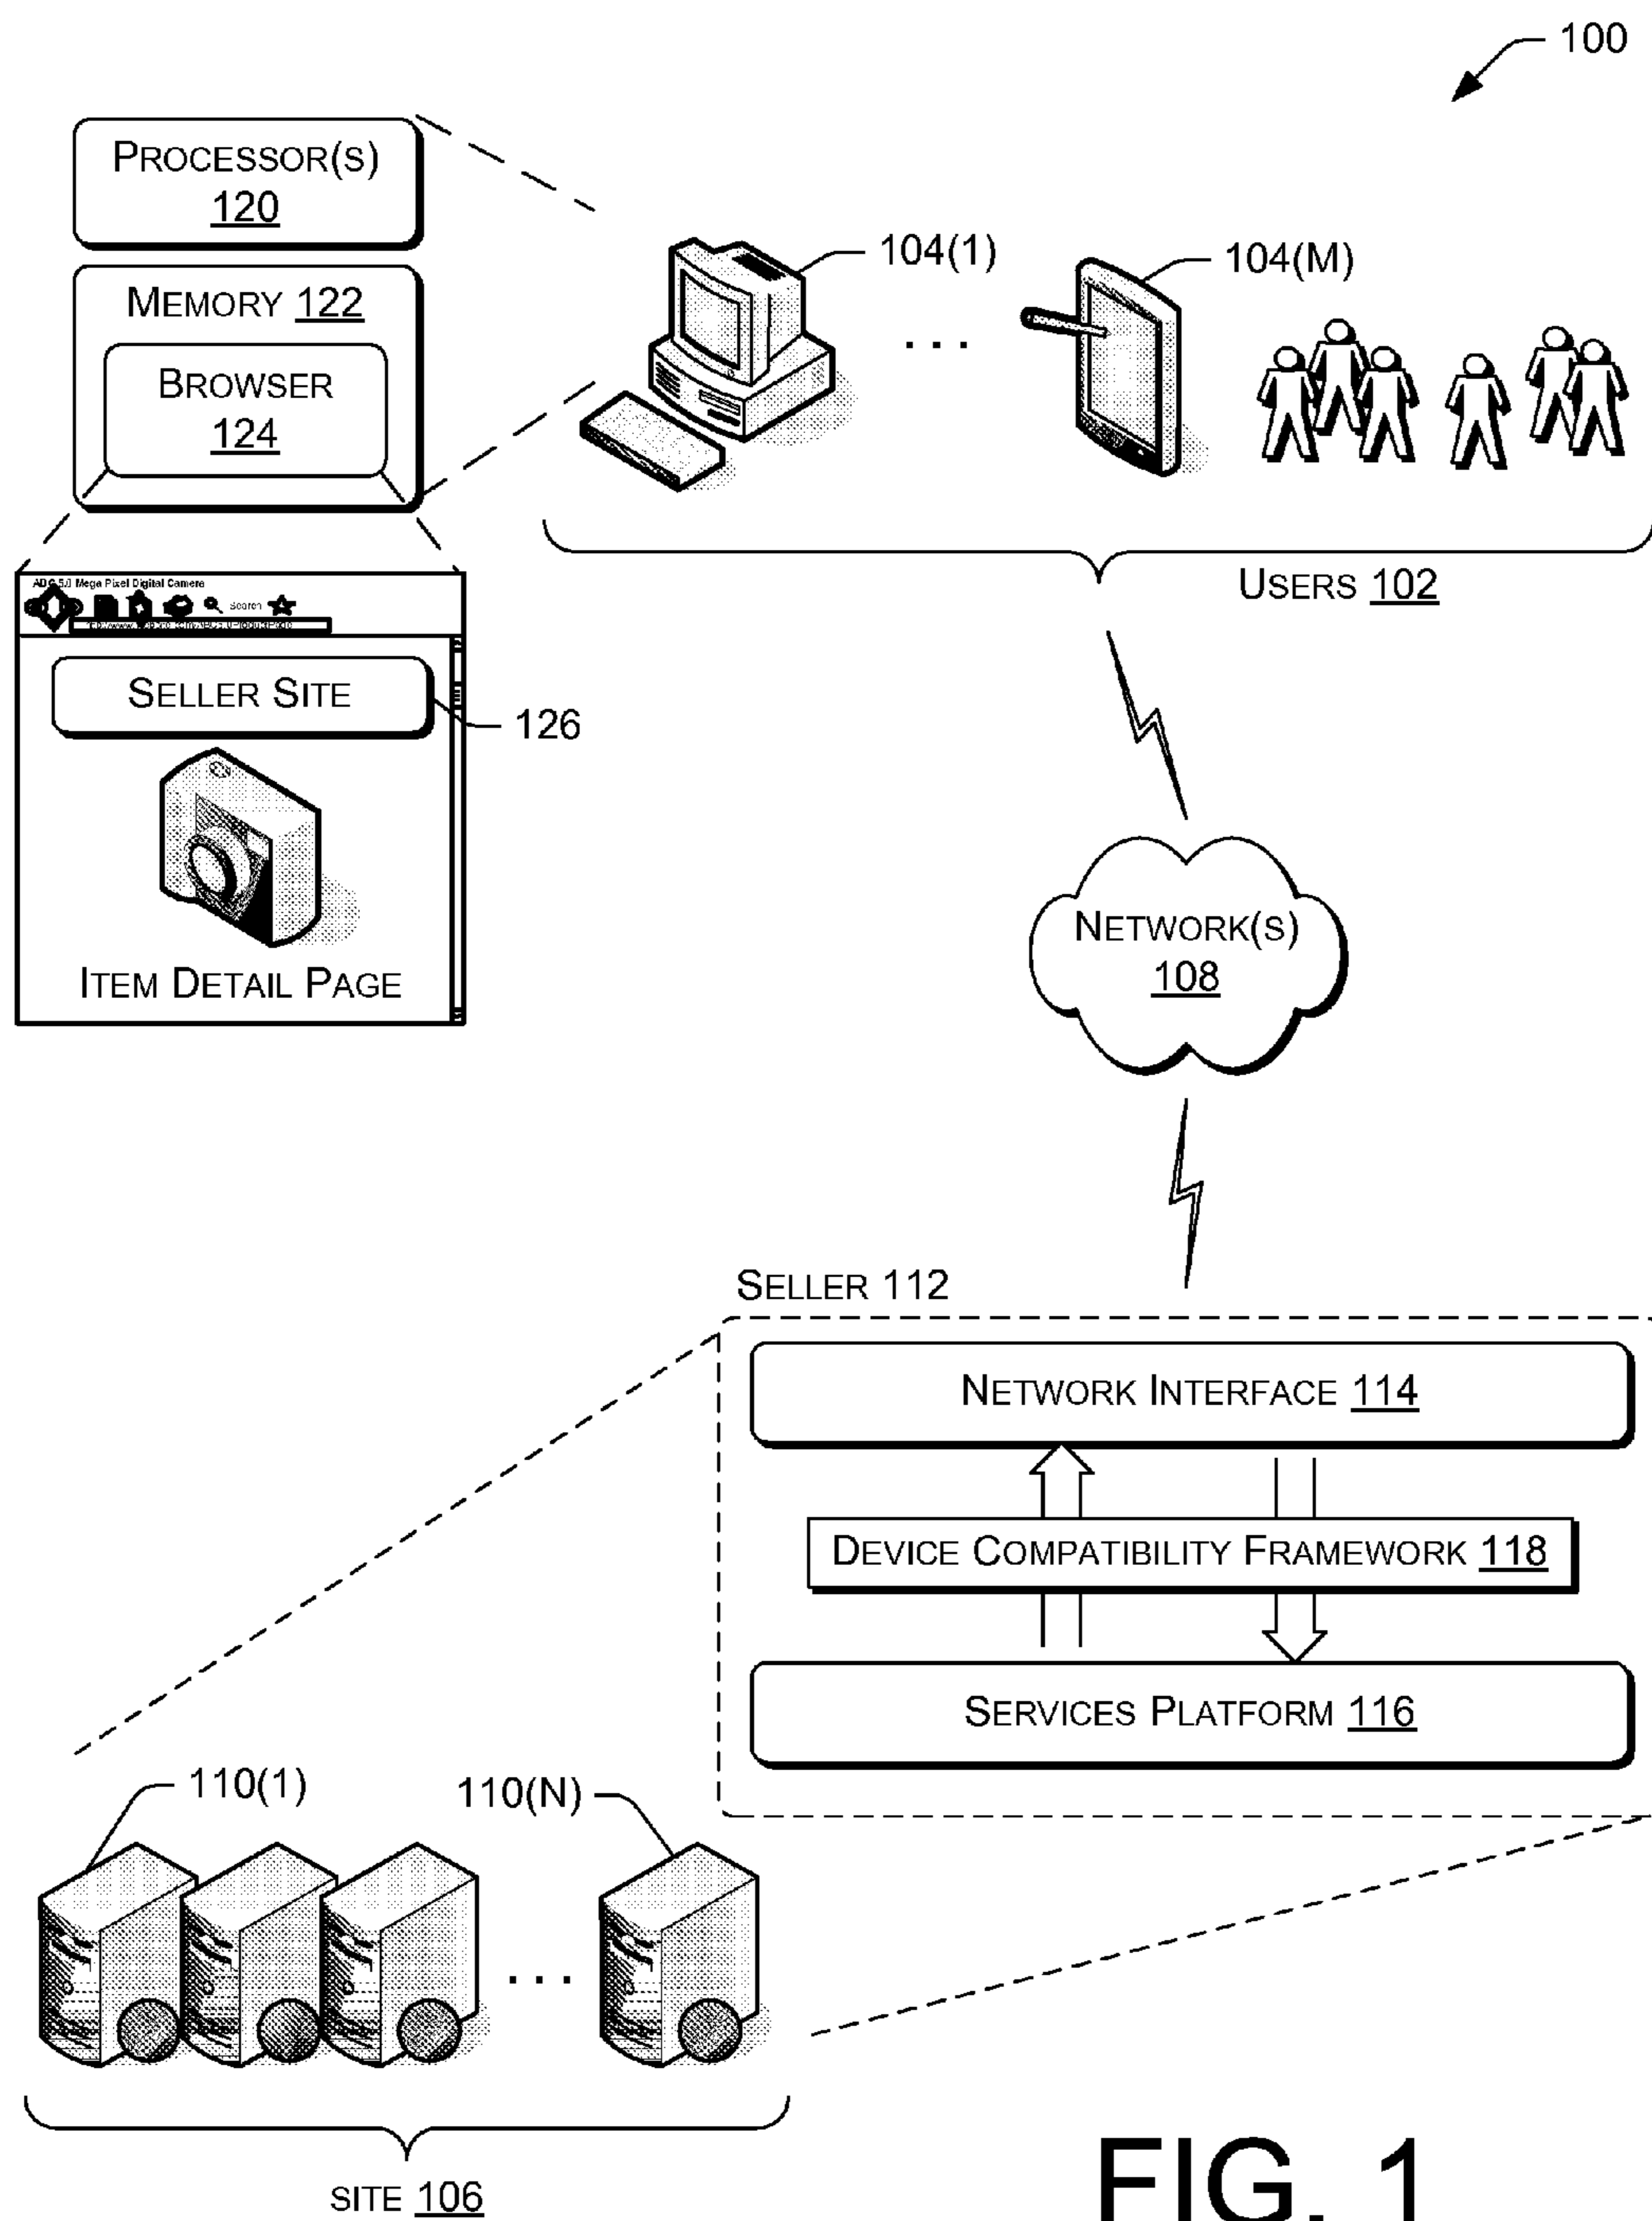 100
PROCESSOR(S)
120
104(1)
104(M)
MEMORY 122
...
BROWSER
124
USERS 102
ABC 5.0 Mega Pixel Digital Camera
Search
SELLER SITE
126
ITEM DETAIL PAGE
NETWORK(S)
108
SELLER 112
NETWORK INTERFACE 114
DEVICE COMPATIBILITY FRAMEWORK 118
SERVICES PLATFORM 116
110(1)
110(N)
...
SITE 106
FIG. 1